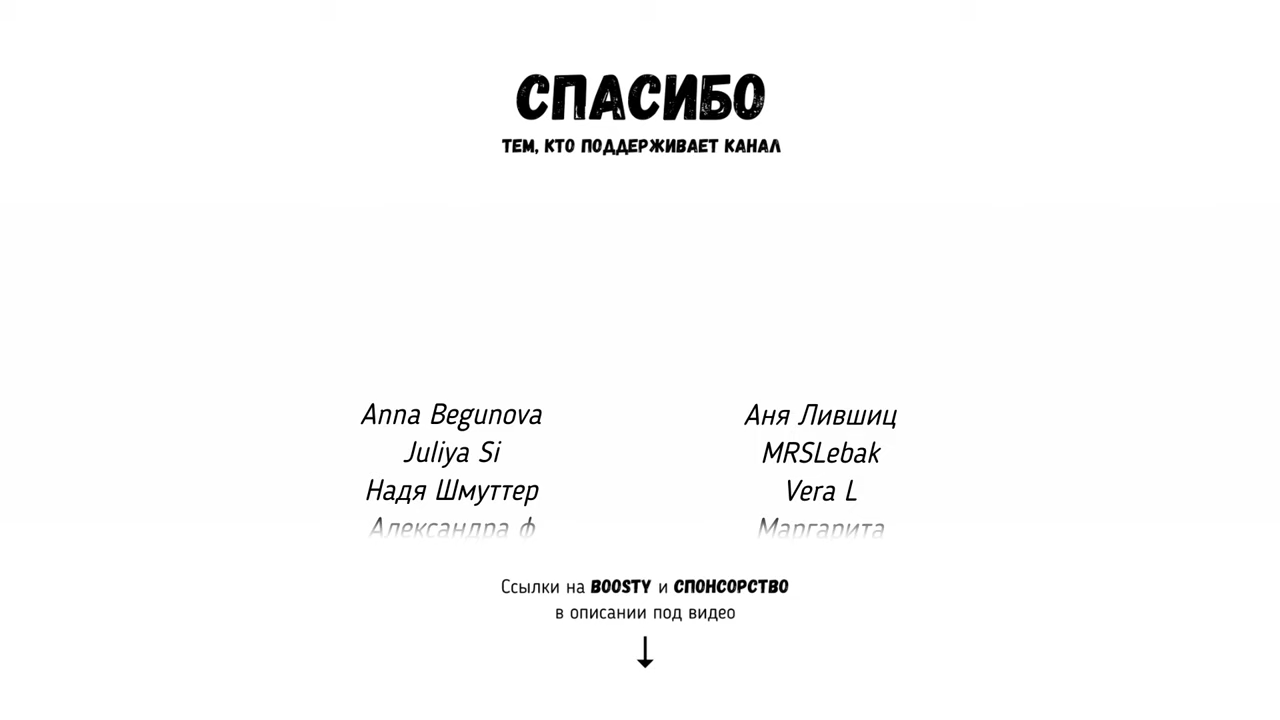 СПАСИБО
ТЕМ, КТО ПОДДЕРЖИВАЕТ КАНАЛ
Anna Begunova
Аня Лившиц
Juliya Si
MRSLebak
Надя Шмуттер
Vera L
Александра ф
Маргарита
Ссылки на BOOSTY и СПОНСОРСТВО
в описании под видео